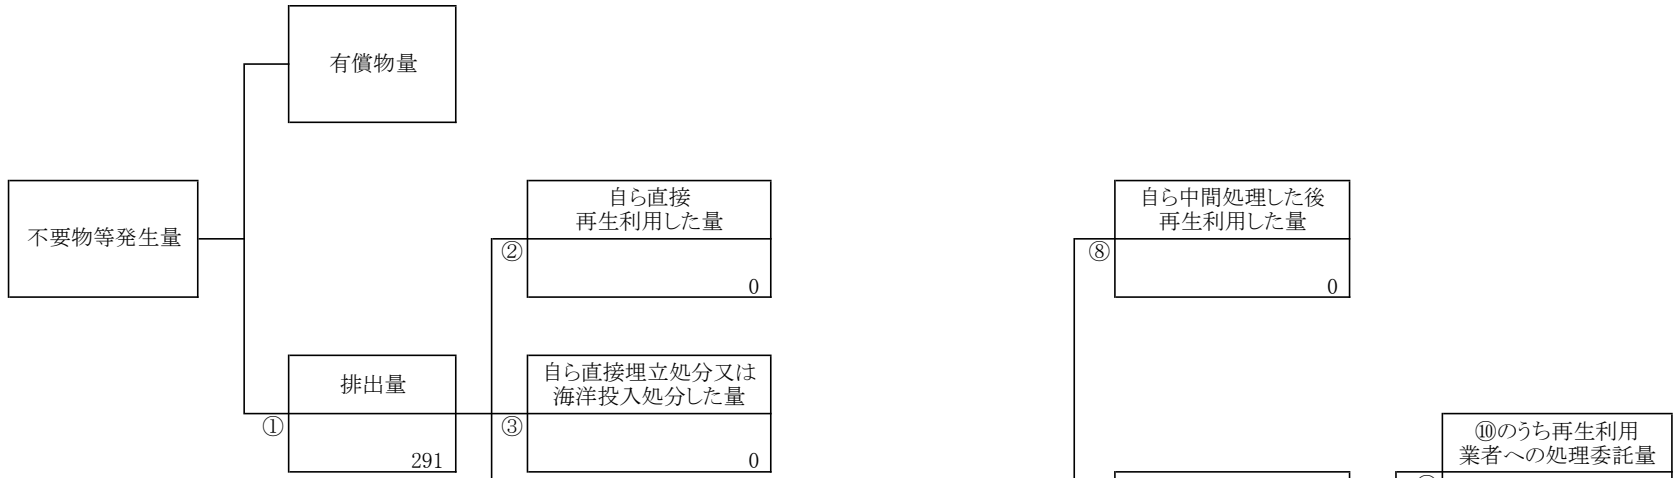 有償物量
不要物等発生量
自ら直接
再生利用した量
②
0
自ら中間処理した後
再生利用した量
⑧
0
排出量
①
291
自ら直接埋立処分又は
海洋投入処分した量
③
0
⑩のうち再生利用
業者への処理委託量